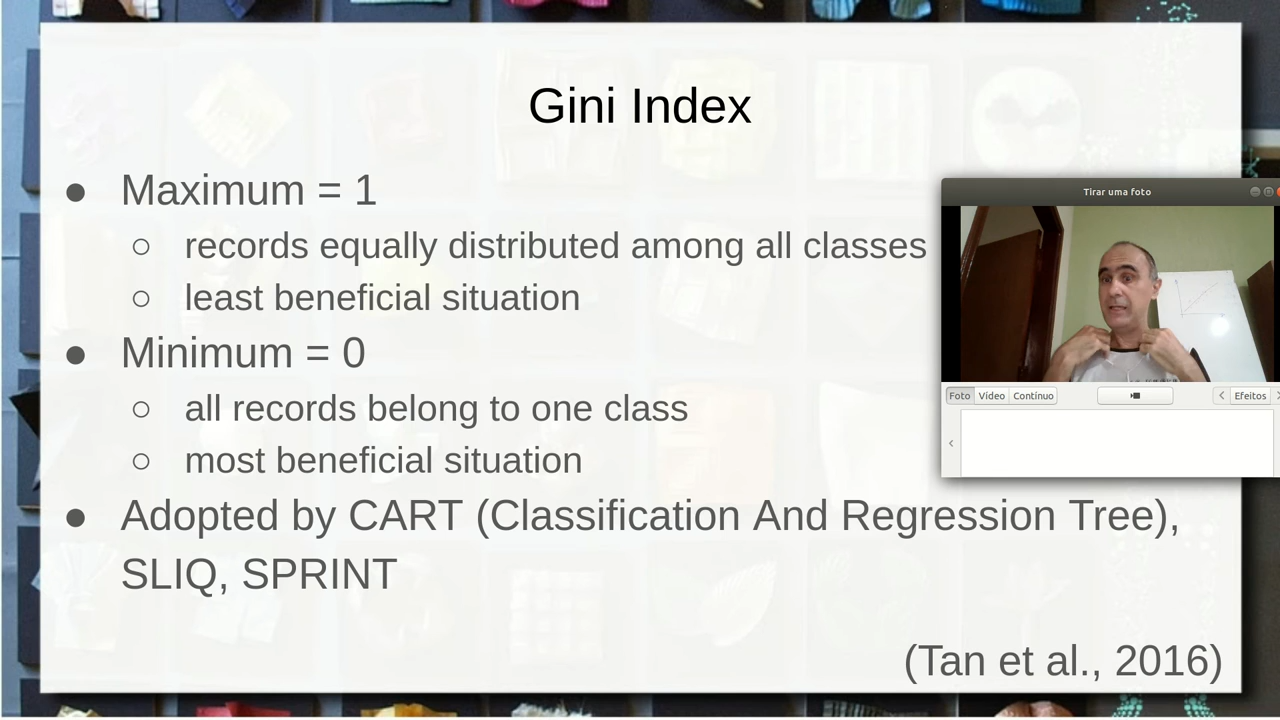 Gini Index
● Maximum = 1
○ records equally distributed among all classes
○ least beneficial situation
● Minimum = 0
○ all records belong to one class
○ most beneficial situation
● Adopted by CART (Classification And Regression Tree),
SLIQ, SPRINT
(Tan et al., 2016)
Tirar uma foto
Foto Vídeo Contínuo Efeitos